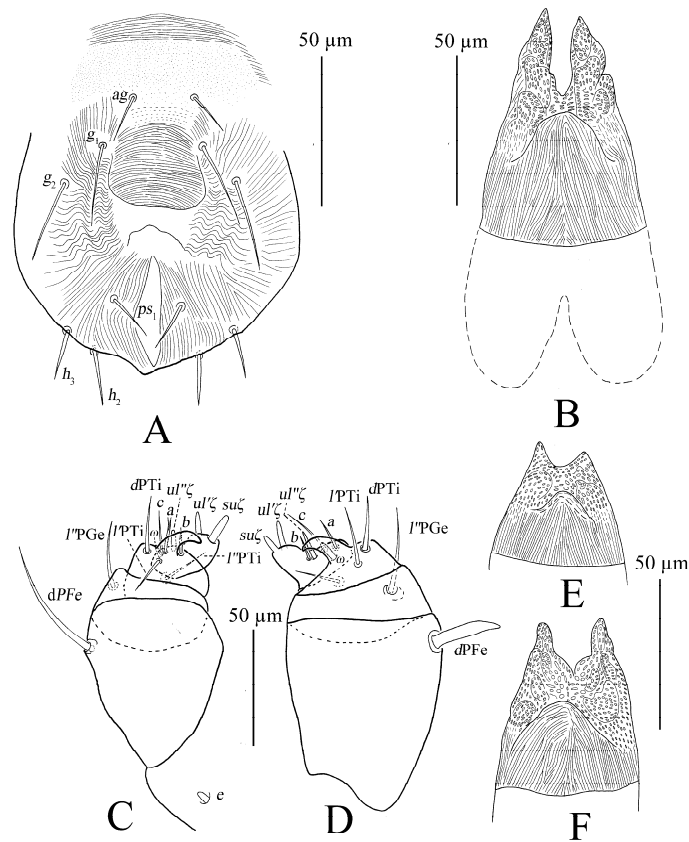 50 µm
50 µm
ag
g1
g2
ps1
h3
h2
A
B
dPTi
ul"ζ
c
a
ul'ζ
suζ
b
l'PTi
ω
l"PGe
l"PTi
dPFe
50 µm
C
e
ul"ζ
l'PTi
dPTi
ul'ζ
c
a
l"PGe
suζ
b
ω
dPFe
D
E
50 µm
F